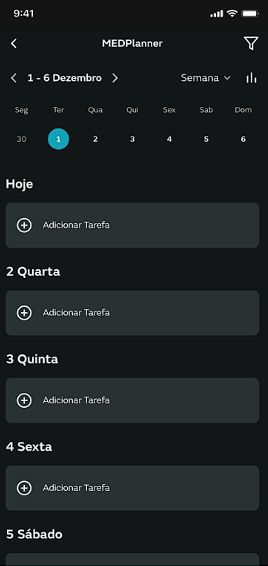 9:41
MEDPlanner
1 - 6 Dezembro Semana
Seg Ter Qua Qui Sex Sab Dom
30 1 2 3 4 5 6
Hoje
Adicionar Tarefa
2 Quarta
Adicionar Tarefa
3 Quinta
Adicionar Tarefa
4 Sexta
Adicionar Tarefa
5 Sábado